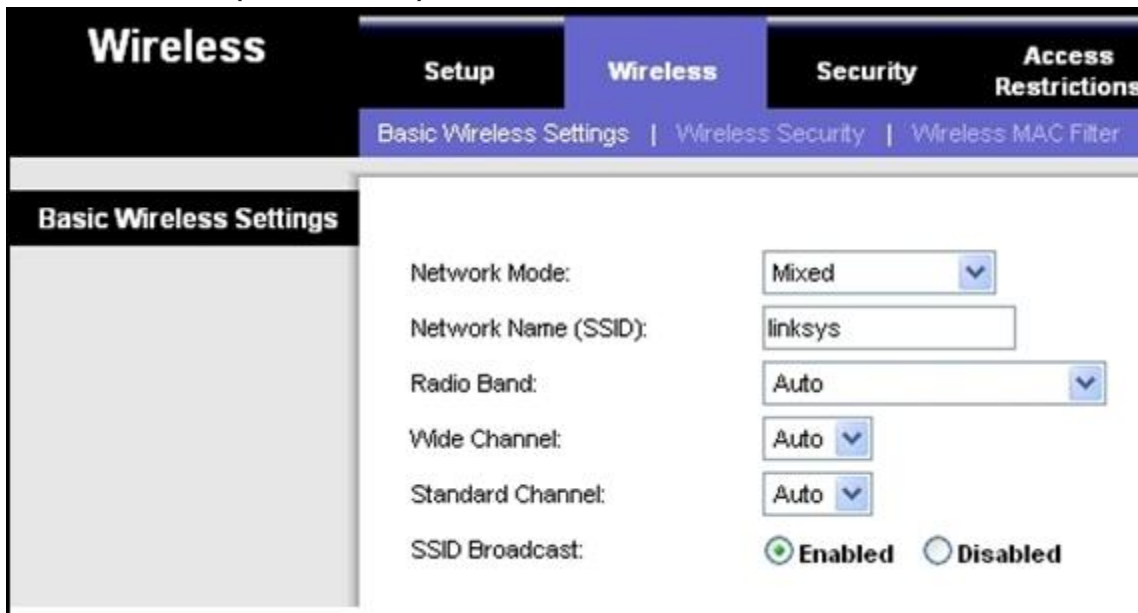 Wireless
Setup Wireless Security Access Restrictions
Basic Wireless Settings | Wireless Security | Wireless MAC Filter
Basic Wireless Settings
Network Mode: Mixed
Network Name (SSID): linksys
Radio Band: Auto
Wide Channel: Auto
Standard Channel: Auto
SSID Broadcast: Enabled Disabled